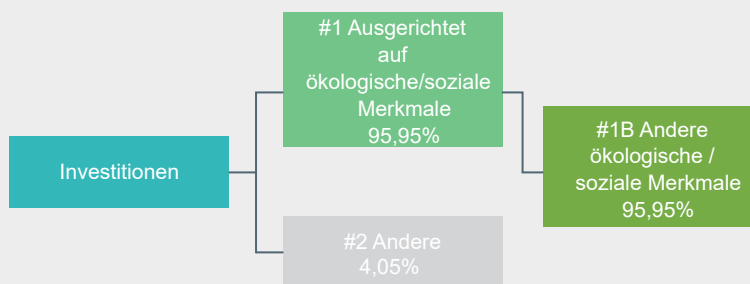 #1 Ausgerichtet
auf
ökologische/soziale
Merkmale
95,95%
Investitionen
#1B Andere
ökologische /
soziale Merkmale
95,95%
#2 Andere
4,05%